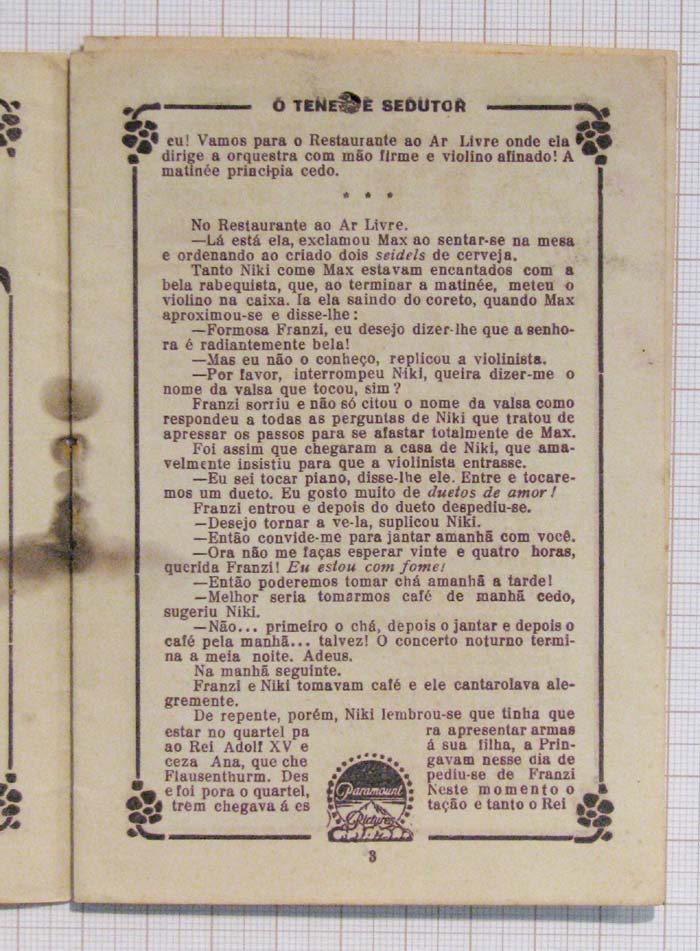 O TENE E SEDUTOR
eu! Vamos para o Restaurante ao Ar Livre onde ela
dirige a orquestra com mão firme e violino afinado! A
matinée principia cedo.
* * *
No Restaurante ao Ar Livre.
—Lá está ela, exclamou Max ao sentar-se na mesa
e ordenando ao criado dois seidels de cerveja.
Tanto Niki como Max estavam encantados com a
bela rabequista, que, ao terminar a matinée, meteu o
violino na caixa. Ia ela saindo do coreto, quando Max
aproximou-se e disse-lhe:
—Formosa Franzi, eu desejo dizer-lhe que a senho-
ra é radiantemente bela!
—Mas eu não o conheço, replicou a violinista.
—Por favor, interrompeu Niki, queira dizer-me o
nome da valsa que tocou, sim?
Franzi sorriu e não só citou o nome da valsa como
respondeu a todas as perguntas de Niki que tratou de
apressar os passos para se afastar totalmente de Max.
Foi assim que chegaram a casa de Niki, que ama-
velmente insistiu para que a violinista entrasse.
—Eu sei tocar piano, disse-lhe ele. Entre e tocare-
mos um dueto. Eu gosto muito de duetos de amor!
Franzi entrou e depois do dueto despediu-se.
—Desejo tornar a ve-la, suplicou Niki.
—Então convide-me para jantar amanhã com você.
—Ora não me faças esperar vinte e quatro horas,
querida Franzi! Eu estou com fome!
—Então poderemos tomar chá amanhã a tarde!
—Melhor seria tomarmos café de manhã cedo,
sugeriu Niki.
—Não... primeiro o chá, depois o jantar e depois o
café pela manhã... talvez! O concerto noturno termi-
na a meia noite. Adeus.
Na manhã seguinte.
Franzi e Niki tomavam café e ele cantarolava ale-
gremente.
De repente, porém, Niki lembrou-se que tinha que
estar no quartel pa ra apresentar armas
ao Rei Adolf XV e á sua filha, a Prin-
ceza Ana, que che gavam nesse dia de
Flausenthurm. Des pediu-se de Franzi
e foi pora o quartel, Neste momento o
trem chegava á es tação e tanto o Rei
Paramount
Pictures
3